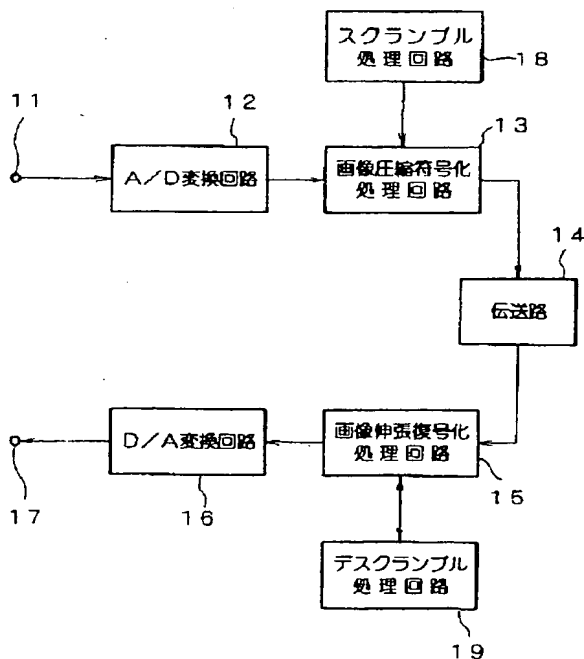 スクランブル
処理回路
18
11
12
13
A/D変換回路
画像圧縮符号化
処理回路
14
伝送路
D/A変換回路
画像伸張復号化
処理回路
17
16
15
デスクランブル
処理回路
19